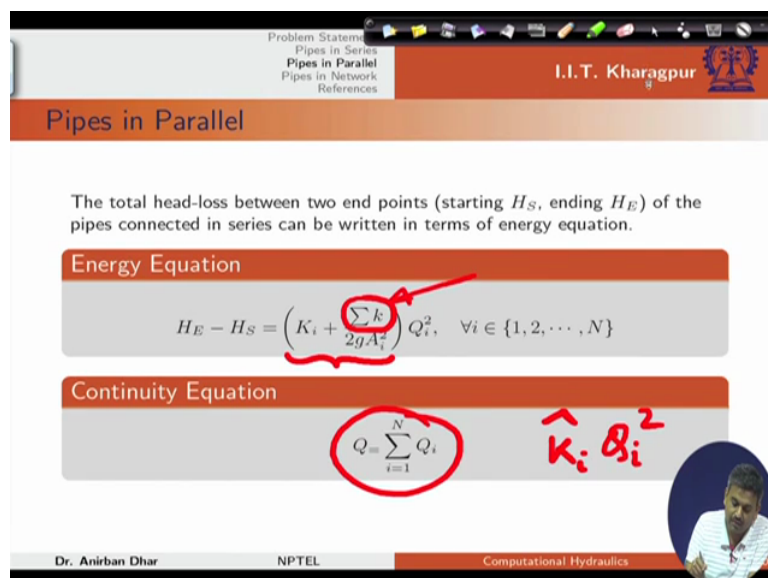 Problem Stateme
Pipes in Series
Pipes in Parallel
Pipes in Network
References
I.I.T. Kharagpur
Pipes in Parallel
The total head-loss between two end points (starting H_S, ending H_E) of the
pipes connected in series can be written in terms of energy equation.
Energy Equation
H_E − H_S = (K_i + ∑k / 2gA_i^2) Q_i^2, ∀i ∈ {1, 2, ⋯, N}
Continuity Equation
Q = ∑_{i=1}^{N} Q_i
K̂_i Q_i^2
Dr. Anirban Dhar NPTEL Computational Hydraulics